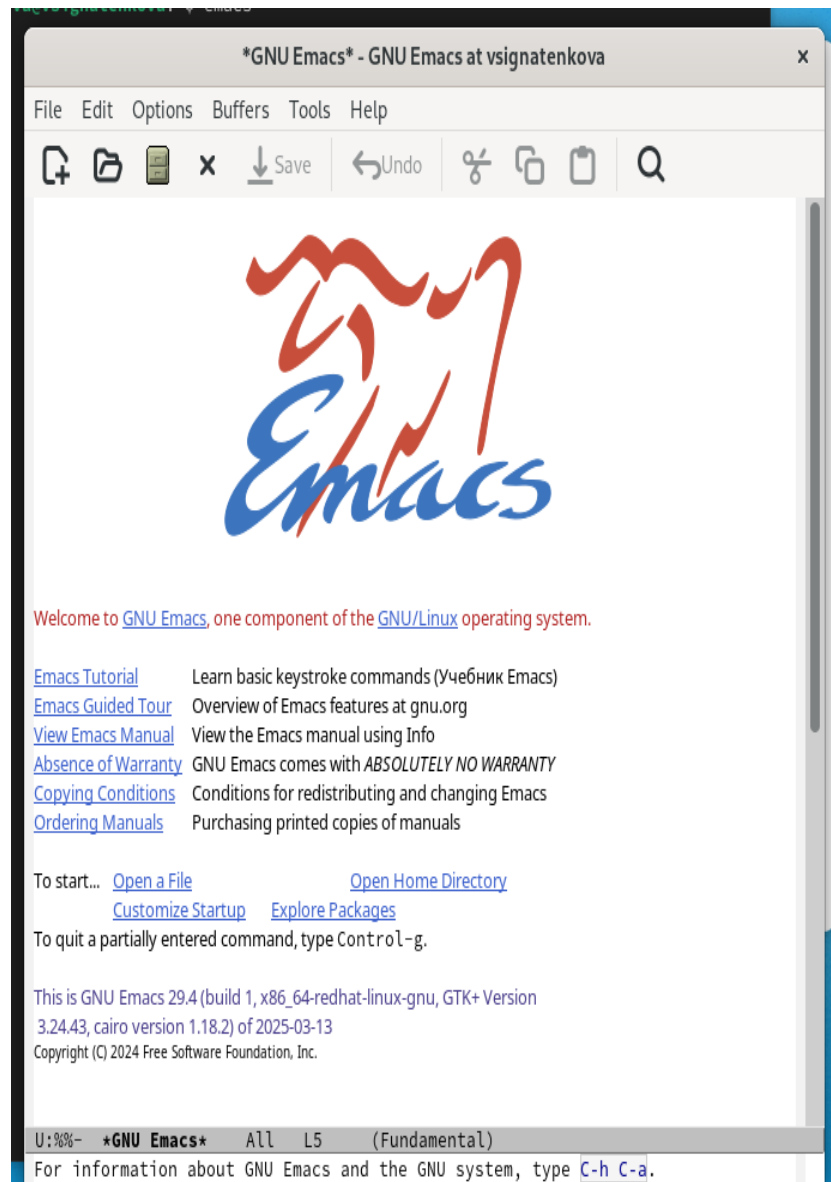 *GNU Emacs* - GNU Emacs at vsignatenkova
File Edit Options Buffers Tools Help
Save Undo
Emacs
Welcome to GNU Emacs, one component of the GNU/Linux operating system.
Emacs Tutorial Learn basic keystroke commands (Учебник Emacs)
Emacs Guided Tour Overview of Emacs features at gnu.org
View Emacs Manual View the Emacs manual using Info
Absence of Warranty GNU Emacs comes with ABSOLUTELY NO WARRANTY
Copying Conditions Conditions for redistributing and changing Emacs
Ordering Manuals Purchasing printed copies of manuals
To start... Open a File Open Home Directory
Customize Startup Explore Packages
To quit a partially entered command, type Control-g.
This is GNU Emacs 29.4 (build 1, x86_64-redhat-linux-gnu, GTK+ Version
3.24.43, cairo version 1.18.2) of 2025-03-13
Copyright (C) 2024 Free Software Foundation, Inc.
U:%%- *GNU Emacs* All L5 (Fundamental)
For information about GNU Emacs and the GNU system, type C-h C-a.